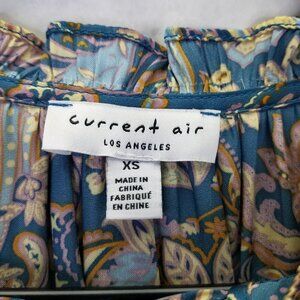 current air
LOS ANGELES
XS
MADE IN
CHINA
FABRIQUÉ
EN CHINE